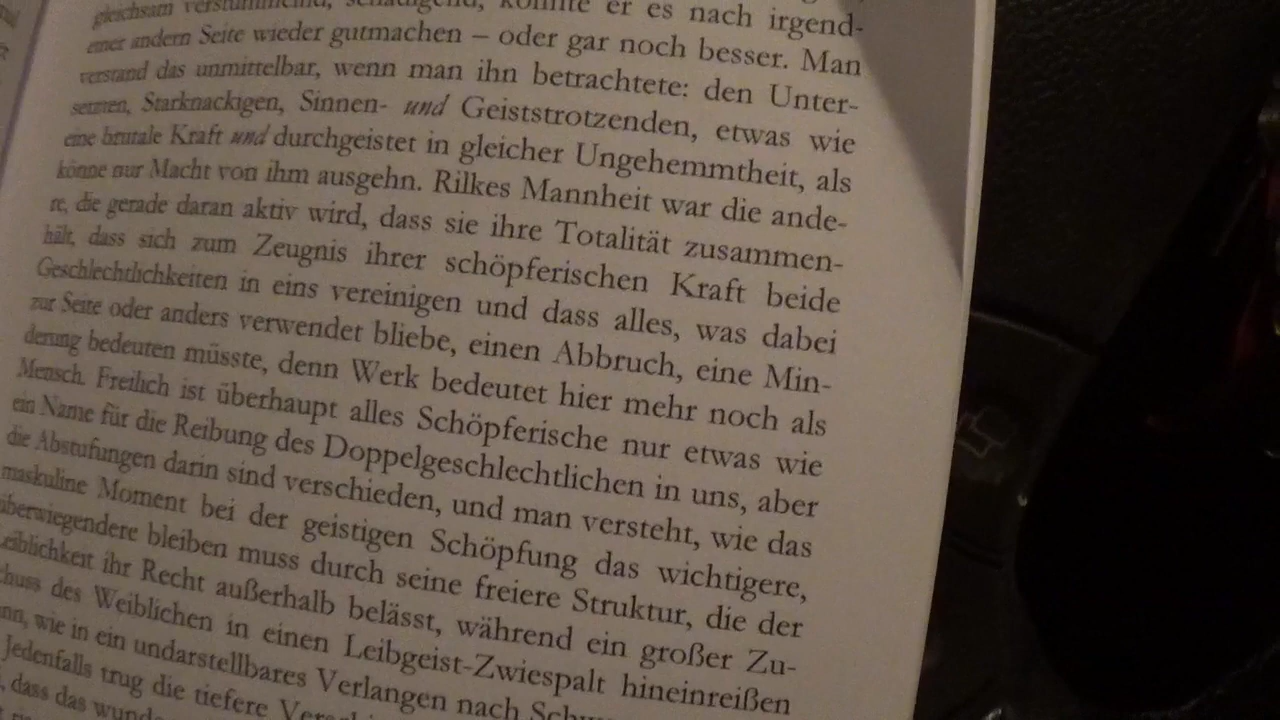 gleichsam verstümmelnd, schädigend, konnte er es nach irgend-
einer andern Seite wieder gutmachen – oder gar noch besser. Man
verstand das unmittelbar, wenn man ihn betrachtete: den Unter-
setzten, Starknackigen, Sinnen- und Geiststrotzenden, etwas wie
eine brutale Kraft und durchgeistet in gleicher Ungehemmtheit, als
könne nur Macht von ihm ausgehn. Rilkes Mannheit war die ande-
re, die gerade daran aktiv wird, dass sie ihre Totalität zusammen-
hält, dass sich zum Zeugnis ihrer schöpferischen Kraft beide
Geschlechtlichkeiten in eins vereinigen und dass alles, was dabei
zur Seite oder anders verwendet bliebe, einen Abbruch, eine Min-
derung bedeuten müsste, denn Werk bedeutet hier mehr noch als
Mensch. Freilich ist überhaupt alles Schöpferische nur etwas wie
ein Name für die Reibung des Doppelgeschlechtlichen in uns, aber
die Abstufungen darin sind verschieden, und man versteht, wie das
maskuline Moment bei der geistigen Schöpfung das wichtigere,
überwiegendere bleiben muss durch seine freiere Struktur, die der
Leiblichkeit ihr Recht außerhalb belässt, während ein großer Zu-
schuss des Weiblichen in einen Leibgeist-Zwiespalt hineinreißen
wie in ein undarstellbares Verlangen nach
Jedenfalls trug die tiefere
dass das